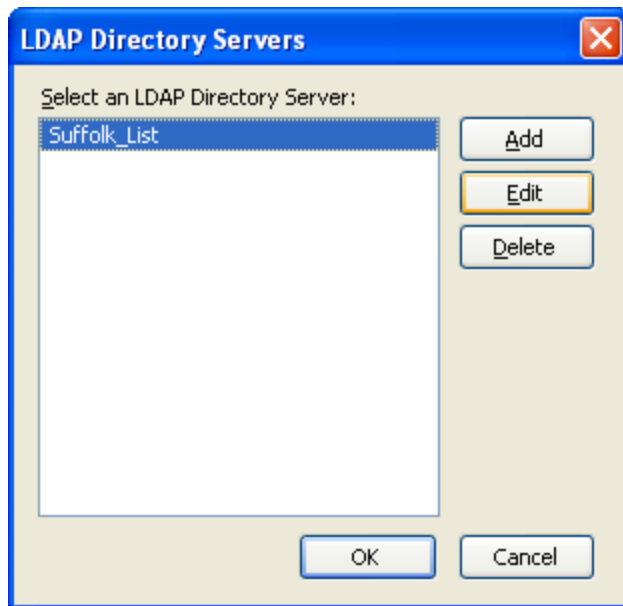 LDAP Directory Servers
Select an LDAP Directory Server:
Suffolk_List
Add
Edit
Delete
OK
Cancel